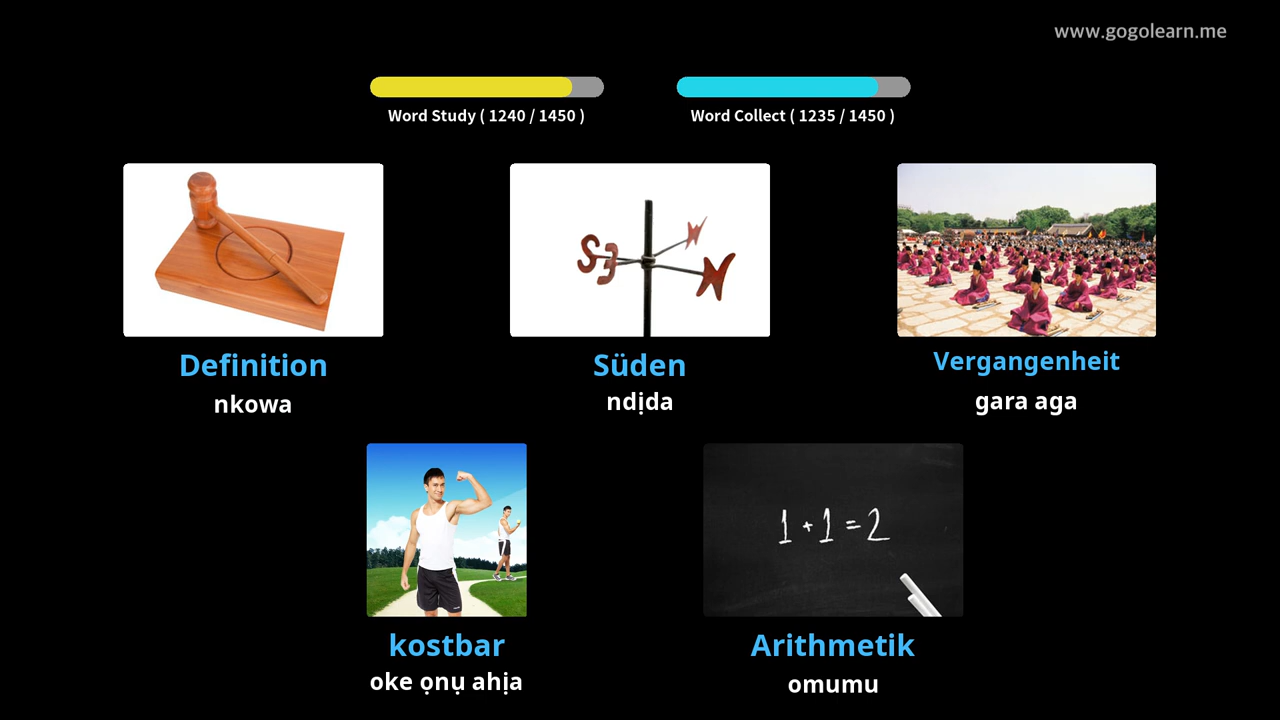 www.gogolearn.me
Word Study ( 1240 / 1450 )
Word Collect ( 1235 / 1450 )
S E N W
Definition
nkowa
Süden
ndịda
Vergangenheit
gara aga
1 + 1 = 2
kostbar
oke ọnụ ahịa
Arithmetik
omumu